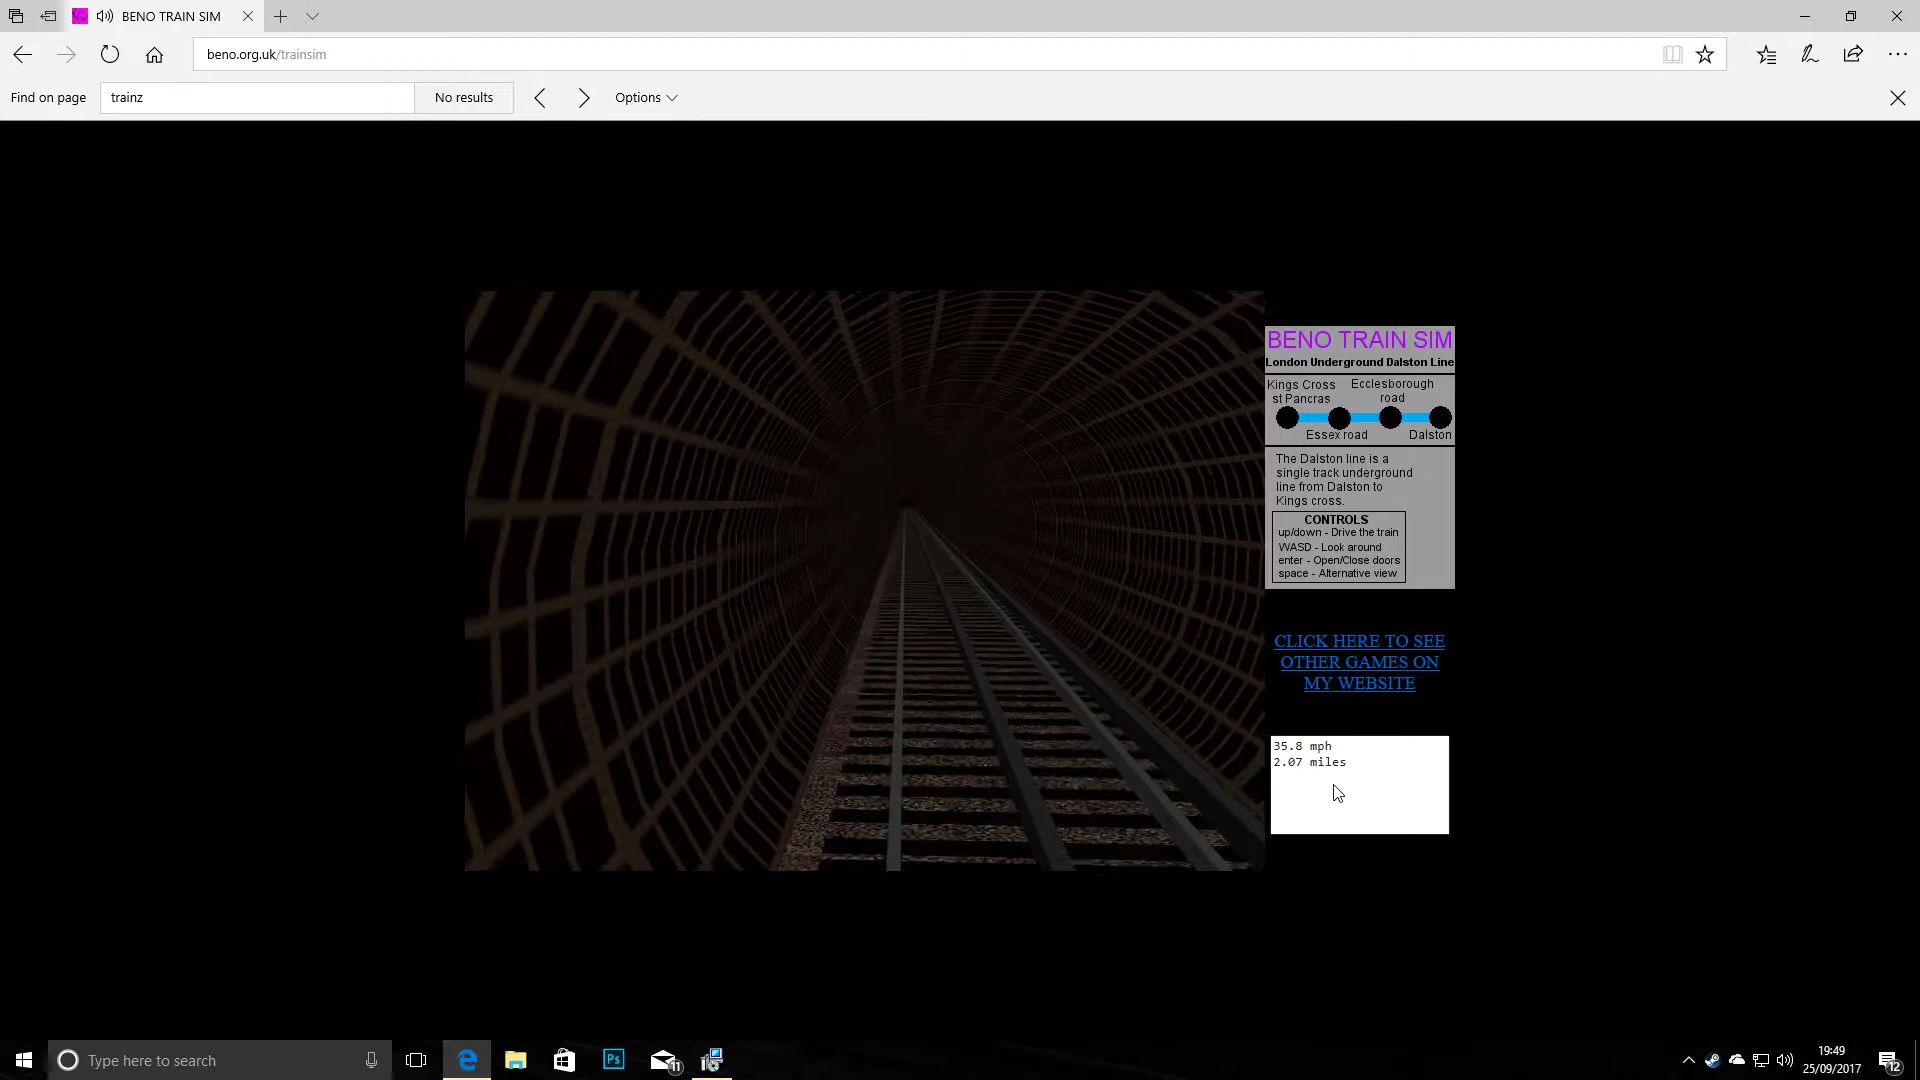 BENO TRAIN SIM
beno.org.uk/trainsim
Find on page
trainz
No results
Options
BENO TRAIN SIM
London Underground Dalston Line
Kings Cross
st Pancras
Ecclesborough
road
Essex road
Dalston
The Dalston line is a
single track underground
line from Dalston to
Kings cross.
CONTROLS
up/down - Drive the train
WASD - Look around
enter - Open/Close doors
space - Alternative view
CLICK HERE TO SEE
OTHER GAMES ON
MY WEBSITE
35.8 mph
2.07 miles
Type here to search
Ps
11
19:49
25/09/2017
12